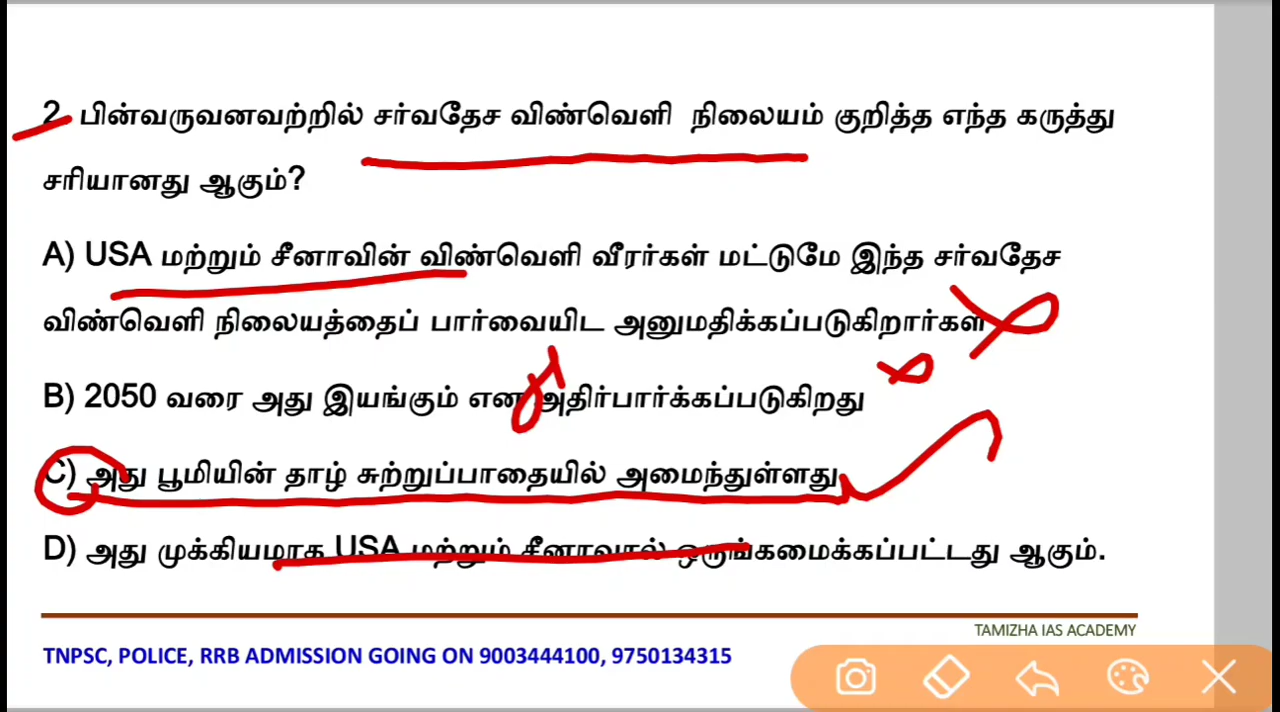 2. பின்வருவனவற்றில் சர்வதேச விண்வெளி நிலையம் குறித்த எந்த கருத்து
சரியானது ஆகும்?
A) USA மற்றும் சீனாவின் விண்வெளி வீரர்கள் மட்டுமே இந்த சர்வதேச
விண்வெளி நிலையத்தைப் பார்வையிட அனுமதிக்கப்படுகிறார்கள்
B) 2050 வரை அது இயங்கும் என அதிர்பார்க்கப்படுகிறது
C) அது பூமியின் தாழ் சுற்றுப்பாதையில் அமைந்துள்ளது
D) அது முக்கியமாக USA மற்றும் சீனாவால் ஒருங்கமைக்கப்பட்டது ஆகும்.
TAMIZHA IAS ACADEMY
TNPSC, POLICE, RRB ADMISSION GOING ON 9003444100, 9750134315